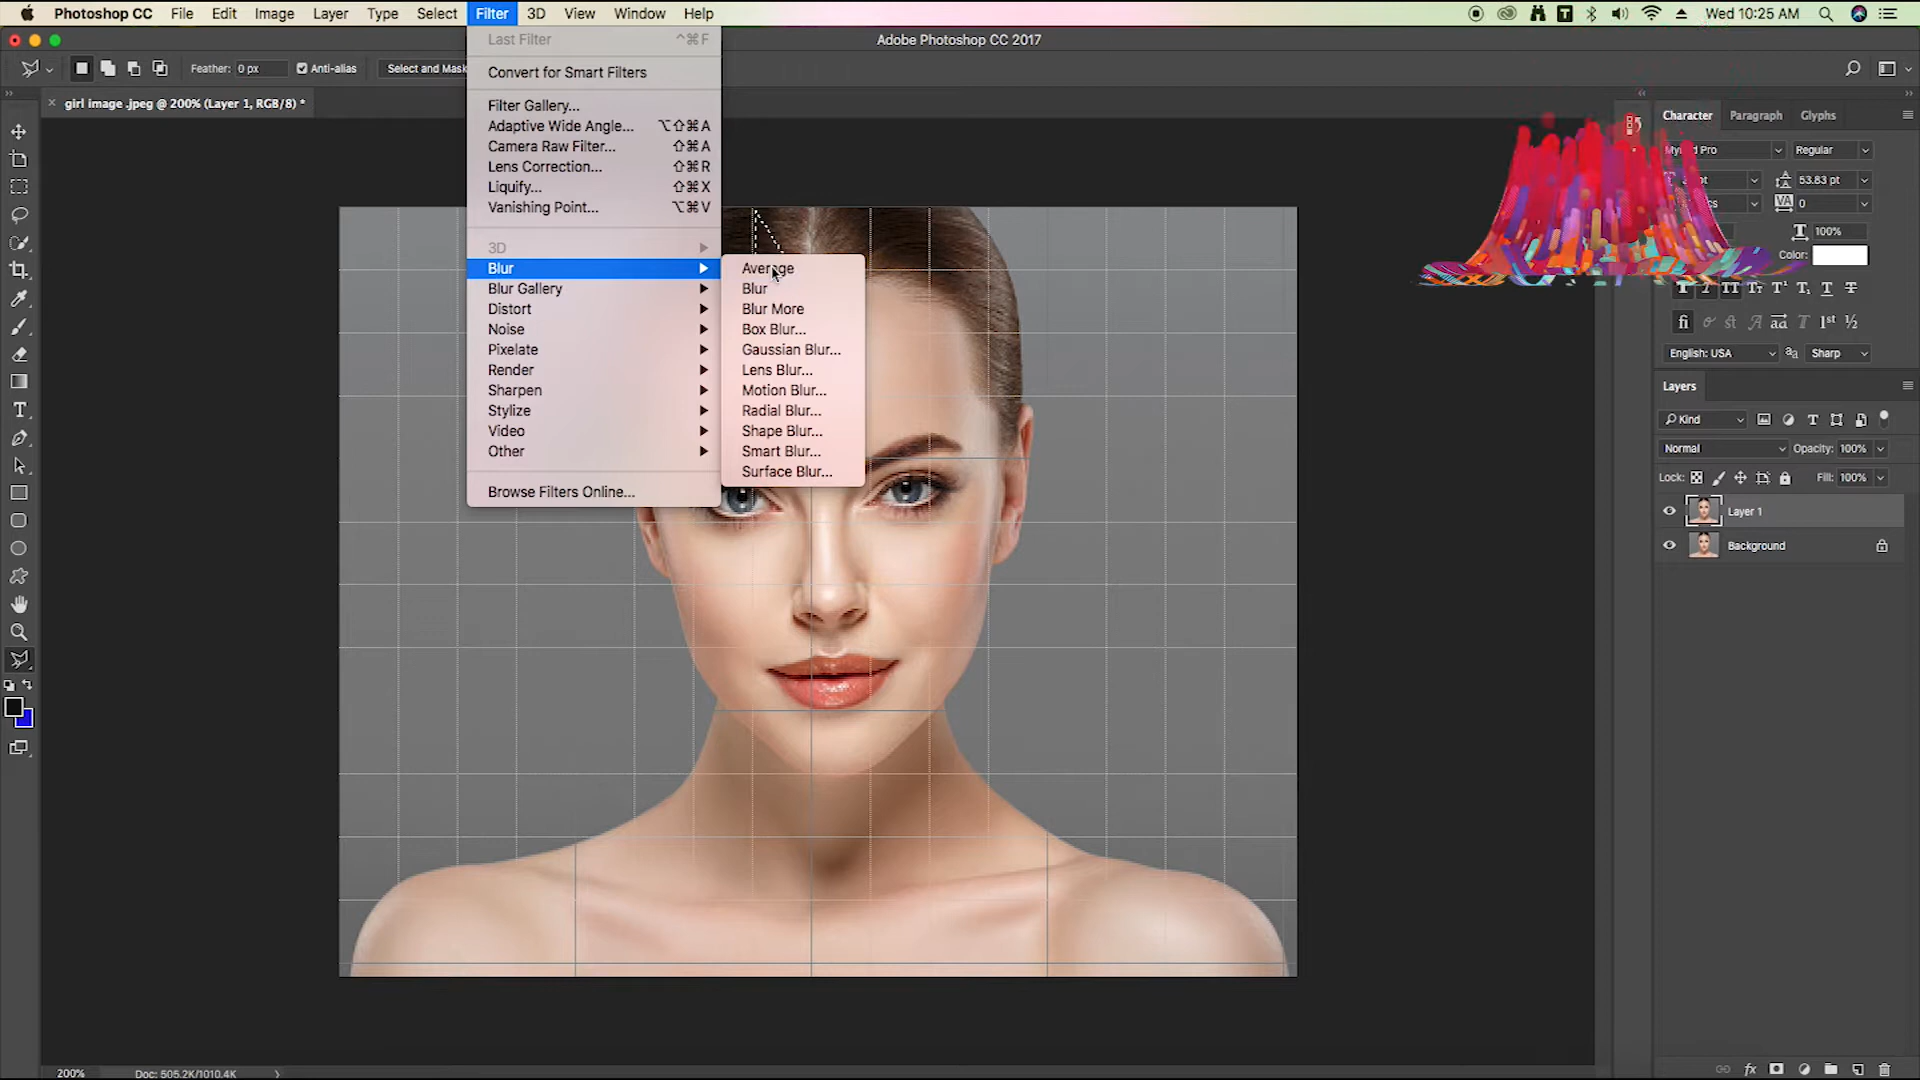 Photoshop CC File Edit Image Layer Type Select Filter 3D View Window Help Wed 10:25 AM
Adobe Photoshop CC 2017
Feather: 0 px Anti-alias Select and Mask
girl image .jpeg @ 200% (Layer 1, RGB/8) *
Last Filter ^⌘F
Convert for Smart Filters
Filter Gallery...
Adaptive Wide Angle... ⌥⇧⌘A
Camera Raw Filter... ⇧⌘A
Lens Correction... ⇧⌘R
Liquify... ⇧⌘X
Vanishing Point... ⌥⌘V
3D
Blur
Blur Gallery
Distort
Noise
Pixelate
Render
Sharpen
Stylize
Video
Other
Browse Filters Online...
Average
Blur
Blur More
Box Blur...
Gaussian Blur...
Lens Blur...
Motion Blur...
Radial Blur...
Shape Blur...
Smart Blur...
Surface Blur...
Character Paragraph Glyphs
Pro Regular
53.83 pt
0
100%
Color:
English: USA Sharp
Layers
Kind
Normal Opacity: 100%
Lock: Fill: 100%
Layer 1
Background
200% Doc: 505.2K/1010.4K